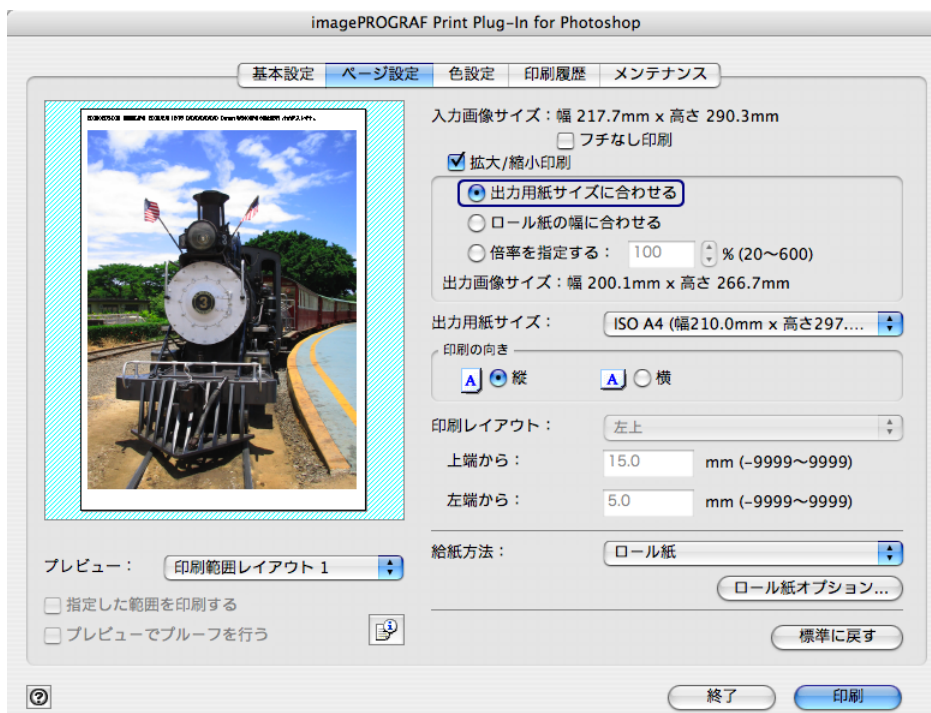 imagePROGRAF Print Plug-In for Photoshop
基本設定 ページ設定 色設定 印刷履歴 メンテナンス
入力画像サイズ：幅 217.7mm x 高さ 290.3mm
フチなし印刷
拡大/縮小印刷
出力用紙サイズに合わせる
ロール紙の幅に合わせる
倍率を指定する： 100 % (20〜600)
出力画像サイズ：幅 200.1mm x 高さ 266.7mm
出力用紙サイズ： ISO A4 (幅210.0mm x 高さ297....
印刷の向き
A 縦 A 横
印刷レイアウト： 左上
上端から： 15.0 mm (-9999〜9999)
左端から： 5.0 mm (-9999〜9999)
給紙方法： ロール紙
ロール紙オプション...
標準に戻す
3
プレビュー： 印刷範囲レイアウト 1
指定した範囲を印刷する
プレビューでプルーフを行う
? 終了 印刷